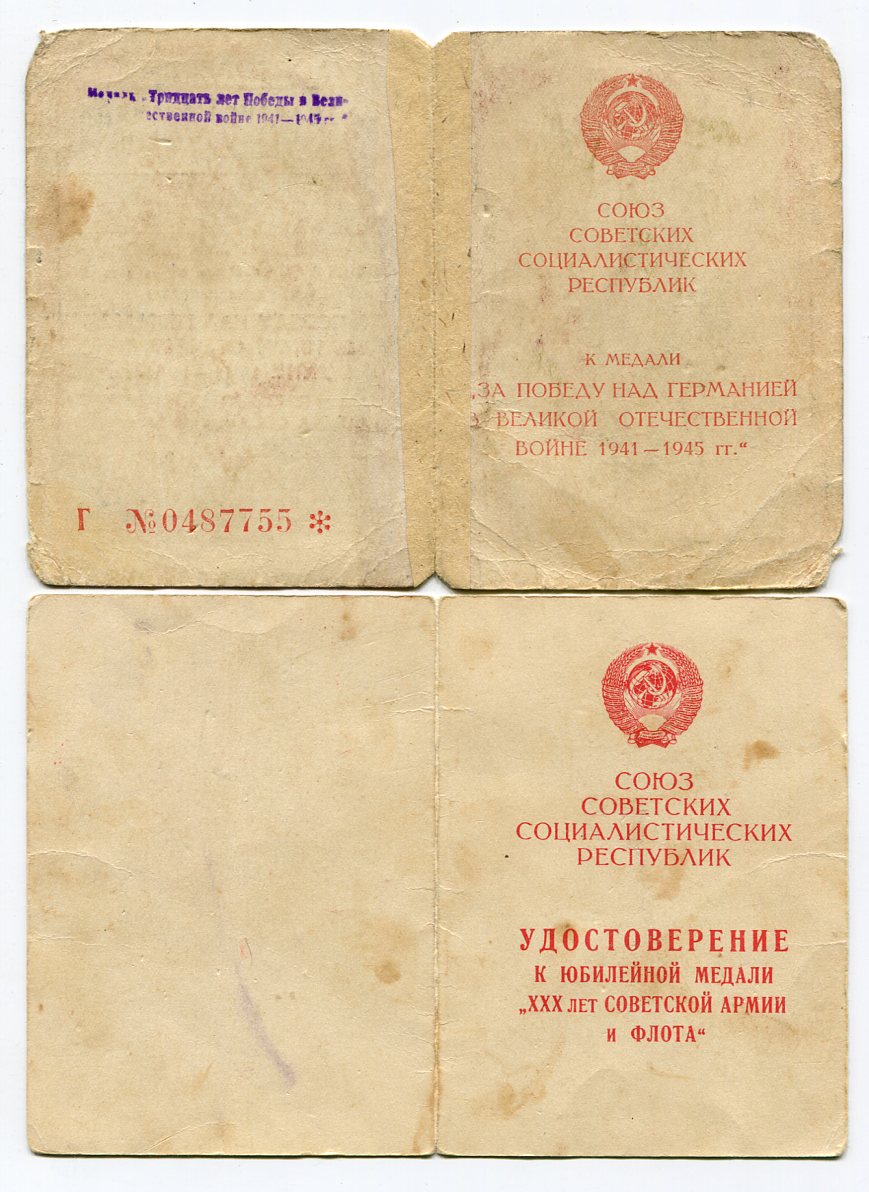 Медаль „Тридцать лет Победы в Вели-
ественной войне 1941—1945 гг.“
Г №0487755 *
СОЮЗ
СОВЕТСКИХ
СОЦИАЛИСТИЧЕСКИХ
РЕСПУБЛИК
К МЕДАЛИ
„ЗА ПОБЕДУ НАД ГЕРМАНИЕЙ
В ВЕЛИКОЙ ОТЕЧЕСТВЕННОЙ
ВОЙНЕ 1941—1945 гг.“
СОЮЗ
СОВЕТСКИХ
СОЦИАЛИСТИЧЕСКИХ
РЕСПУБЛИК
УДОСТОВЕРЕНИЕ
К ЮБИЛЕЙНОЙ МЕДАЛИ
„XXX ЛЕТ СОВЕТСКОЙ АРМИИ
И ФЛОТА“